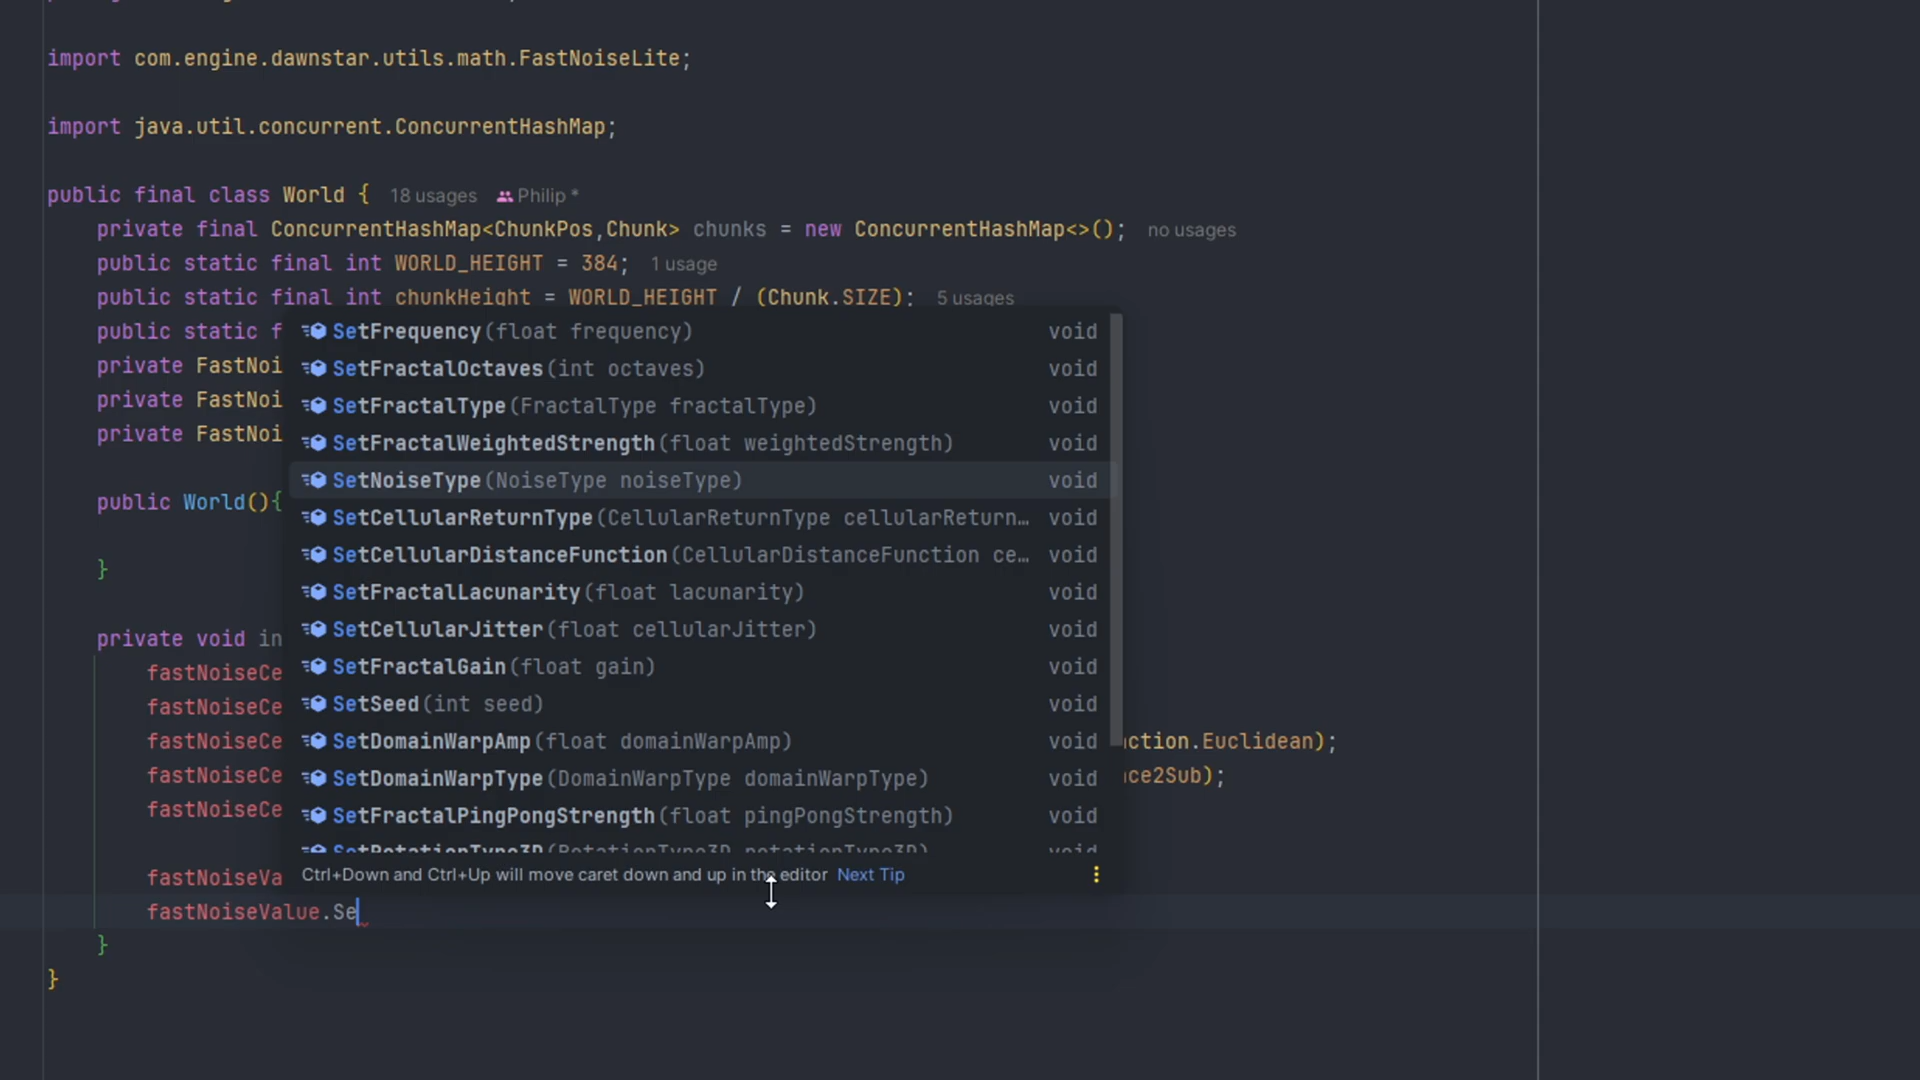 import com.engine.dawnstar.utils.math.FastNoiseLite;
import java.util.concurrent.ConcurrentHashMap;
public final class World { 18 usages Philip *
private final ConcurrentHashMap<ChunkPos,Chunk> chunks = new ConcurrentHashMap<>(); no usages
public static final int WORLD_HEIGHT = 384; 1 usage
public static final int chunkHeight = WORLD_HEIGHT / (Chunk.SIZE); 5 usages
public static f
SetFrequency(float frequency) void
private FastNoi
SetFractalOctaves(int octaves) void
private FastNoi
SetFractalType(FractalType fractalType) void
private FastNoi
SetFractalWeightedStrength(float weightedStrength) void
SetNoiseType(NoiseType noiseType) void
public World(){
SetCellularReturnType(CellularReturnType cellularReturn… void
}
SetCellularDistanceFunction(CellularDistanceFunction ce… void
SetFractalLacunarity(float lacunarity) void
private void in
SetCellularJitter(float cellularJitter) void
fastNoiseCe
SetFractalGain(float gain) void
fastNoiseCe
SetSeed(int seed) void
fastNoiseCe
SetDomainWarpAmp(float domainWarpAmp) void
ction.Euclidean);
fastNoiseCe
SetDomainWarpType(DomainWarpType domainWarpType) void
nce2Sub);
fastNoiseCe
SetFractalPingPongStrength(float pingPongStrength) void
SetRotationType3D(RotationType3D rotationType3D) void
fastNoiseVa
Ctrl+Down and Ctrl+Up will move caret down and up in the editor Next Tip
fastNoiseValue.Se
}
}